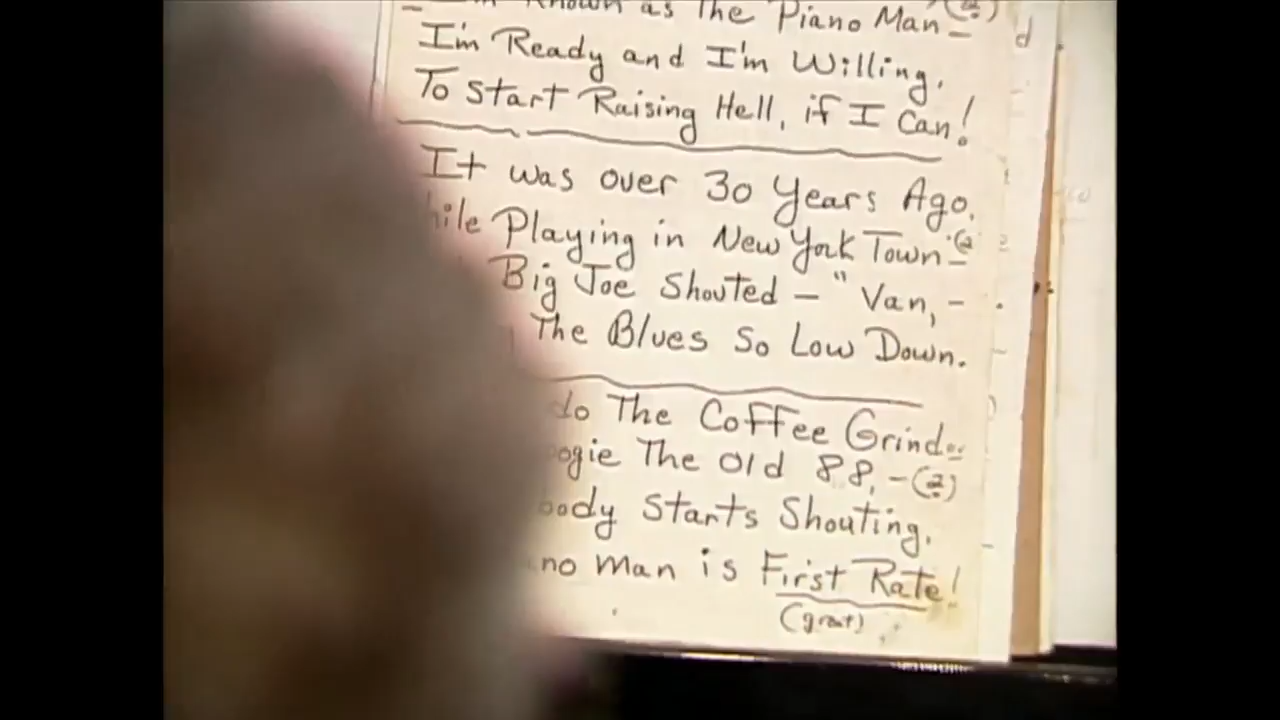 Known as The Piano Man – (2)
I'm Ready and I'm Willing,
To Start Raising Hell, if I Can!
It was over 30 Years Ago,
hile Playing in New York Town – (2)
Big Joe Shouted – "Van, –
The Blues So Low Down.
do The Coffee Grind
ogie The Old 88, – (2)
body Starts Shouting,
no Man is First Rate!
(great)
d